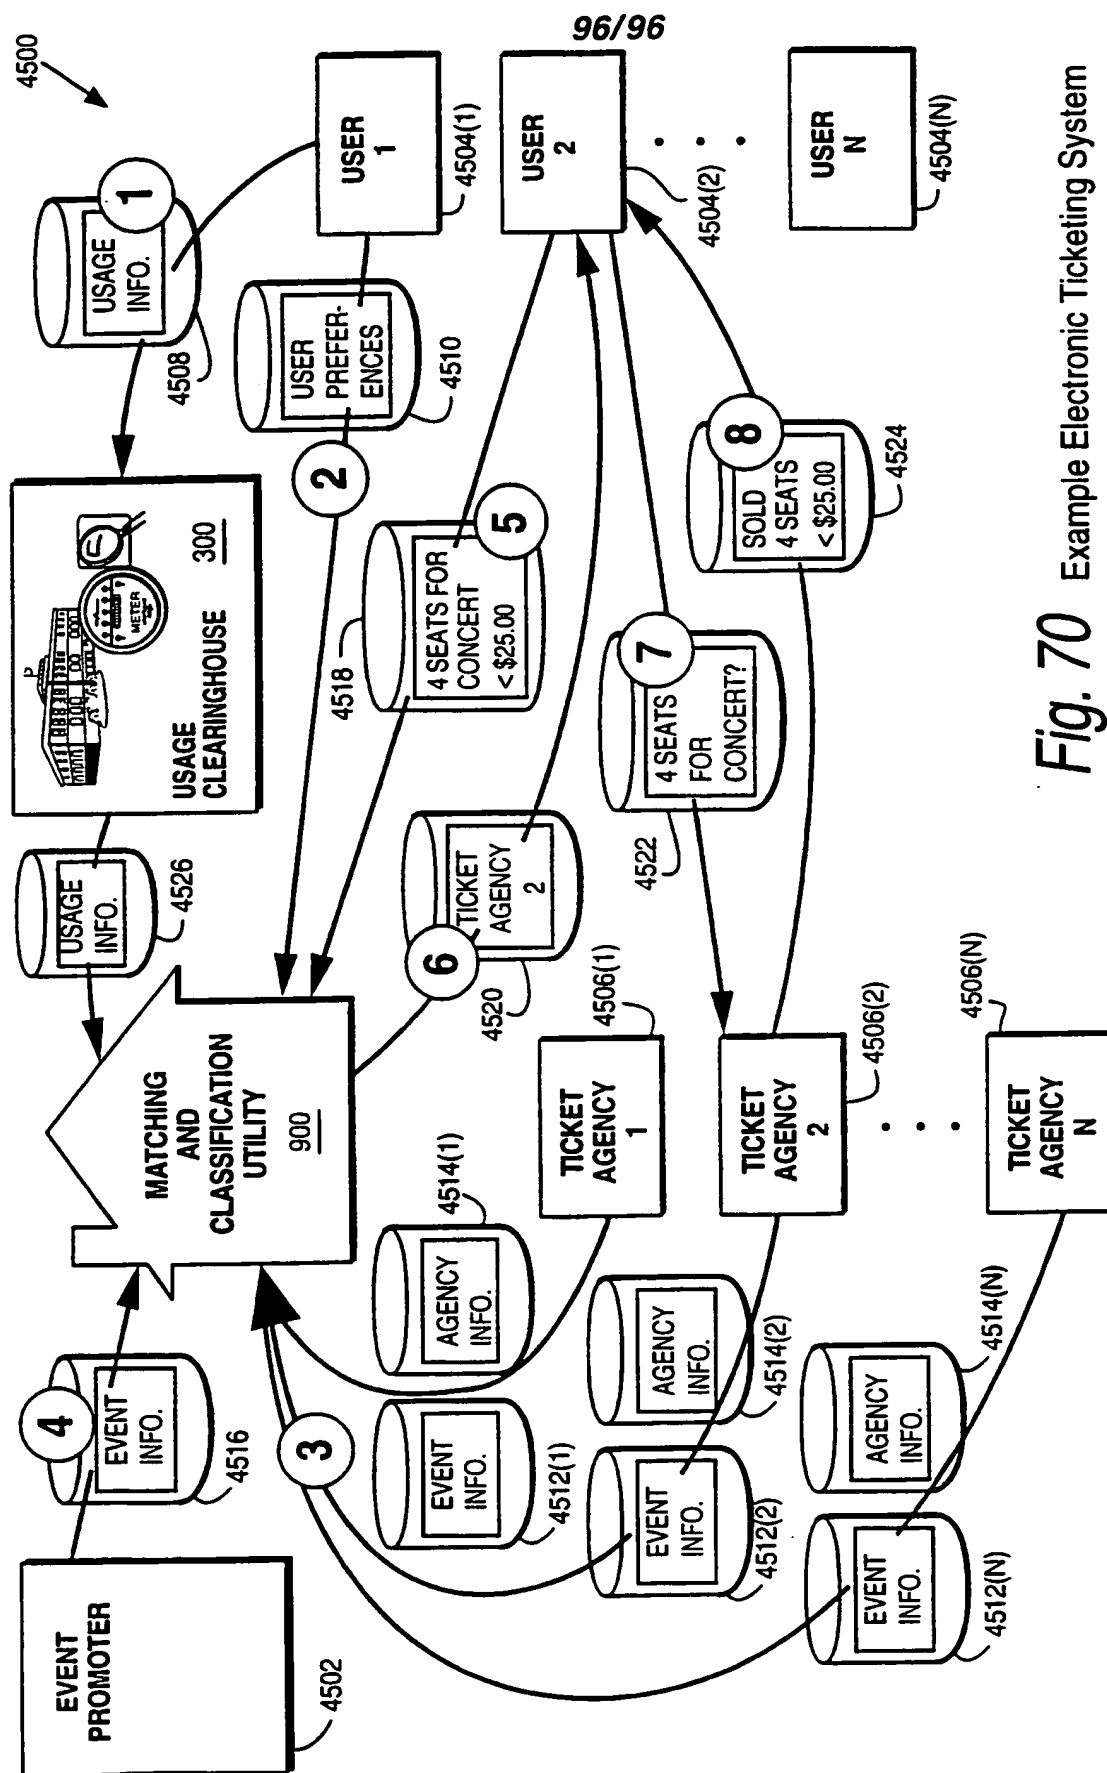 96/96
4500
EVENT
PROMOTER
4502
4
EVENT
INFO.
4516
MATCHING
AND
CLASSIFICATION
UTILITY
900
USAGE
INFO.
4526
USAGE
CLEARINGHOUSE
300
METER
1
USAGE
INFO.
4508
USER
1
4504(1)
2
USER
PREFER-
ENCES
4510
3
EVENT
INFO.
4512(1)
AGENCY
INFO.
4514(1)
TICKET
AGENCY
1
4506(1)
6
TICKET
AGENCY
2
4520
4518
4 SEATS FOR
CONCERT
< $25.00
5
USER
2
4504(2)
EVENT
INFO.
4512(2)
AGENCY
INFO.
4514(2)
TICKET
AGENCY
2
4506(2)
7
4 SEATS
FOR
CONCERT?
4522
8
SOLD
4 SEATS
< $25.00
4524
USER
N
4504(N)
EVENT
INFO.
4512(N)
AGENCY
INFO.
4514(N)
TICKET
AGENCY
N
4506(N)
Fig. 70 Example Electronic Ticketing System